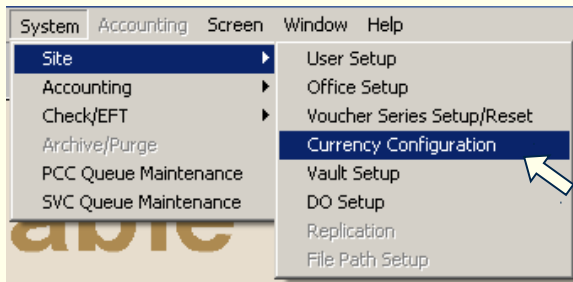 System Accounting Screen Window Help
Site
Accounting
Check/EFT
Archive/Purge
PCC Queue Maintenance
SVC Queue Maintenance
User Setup
Office Setup
Voucher Series Setup/Reset
Currency Configuration
Vault Setup
DO Setup
Replication
File Path Setup
able